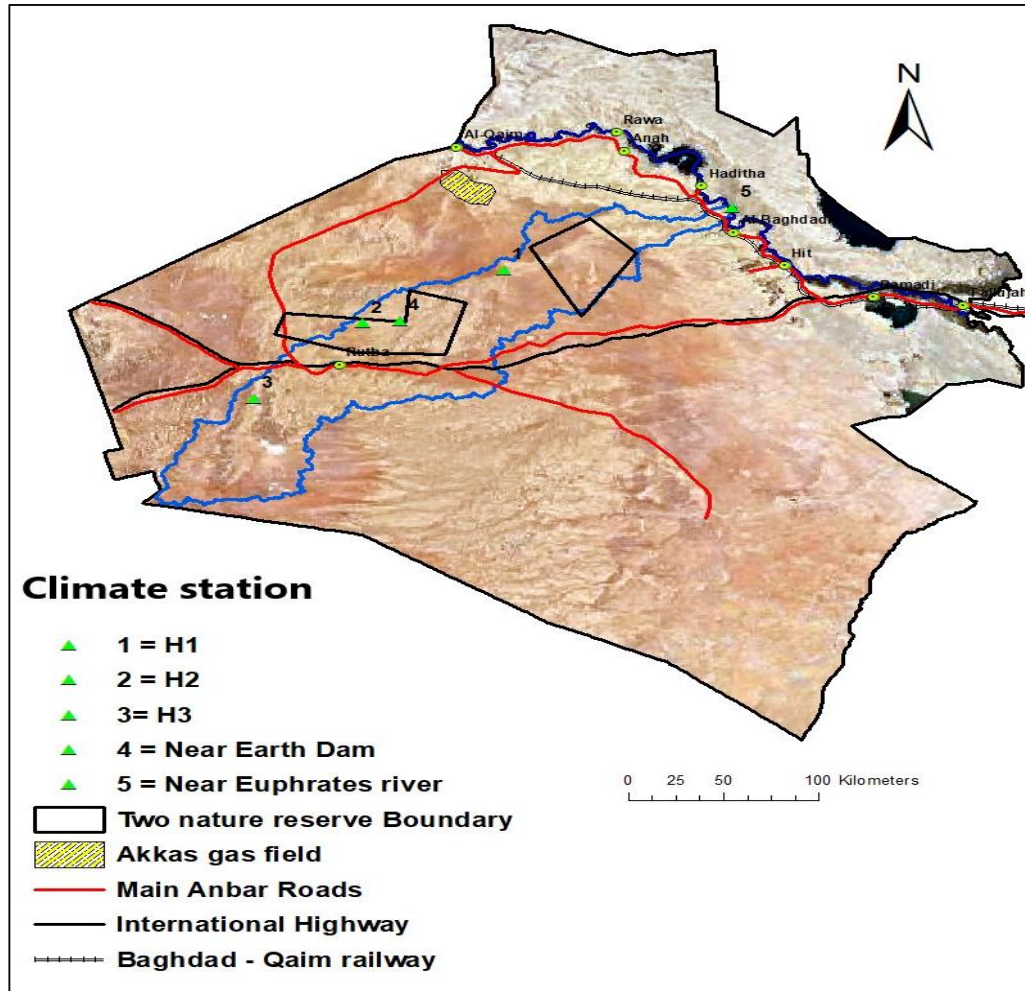 N
Rawa
Al-Qaim
Anah
Haditha
5
Al Baghdadi
Hit
1
Ramadi
Fallujah
2
4
Rutba
3
Climate station
1 = H1
2 = H2
3= H3
4 = Near Earth Dam
5 = Near Euphrates river
0 25 50 100 Kilometers
Two nature reserve Boundary
Akkas gas field
Main Anbar Roads
International Highway
Baghdad - Qaim railway